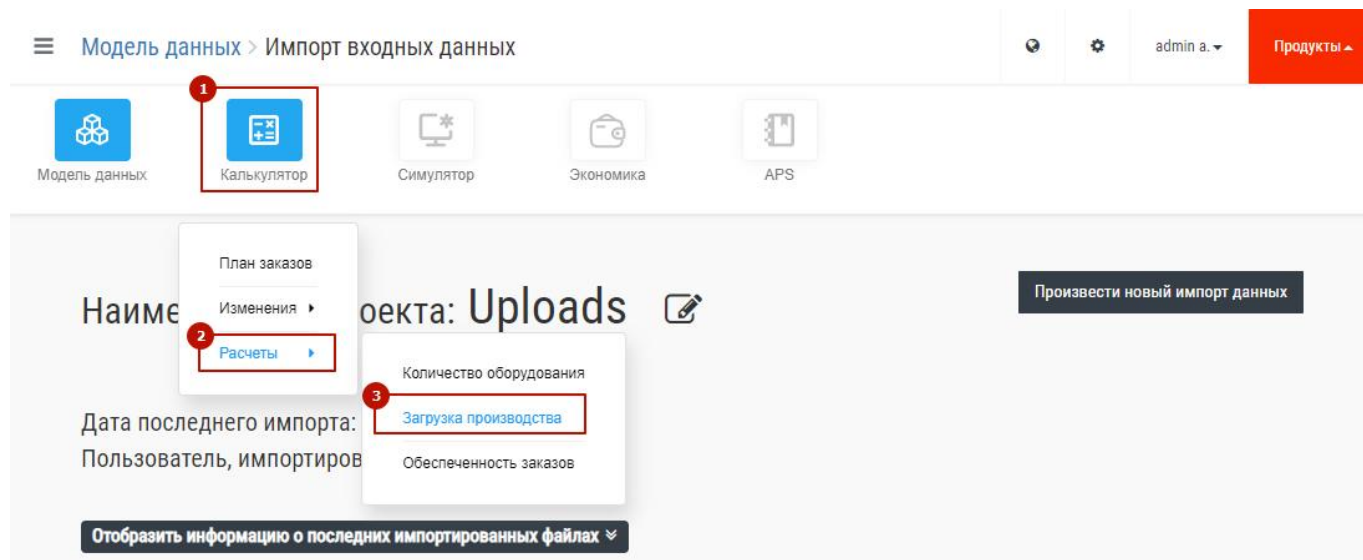 Модель данных > Импорт входных данных
admin a.
Продукты
1
Модель данных
Калькулятор
Симулятор
Экономика
APS
План заказов
Изменения
2
Расчеты
Наиме
оекта: Uploads
Произвести новый импорт данных
Количество оборудования
3
Загрузка производства
Обеспеченность заказов
Дата последнего импорта:
Пользователь, импортиров
Отобразить информацию о последних импортированных файлах